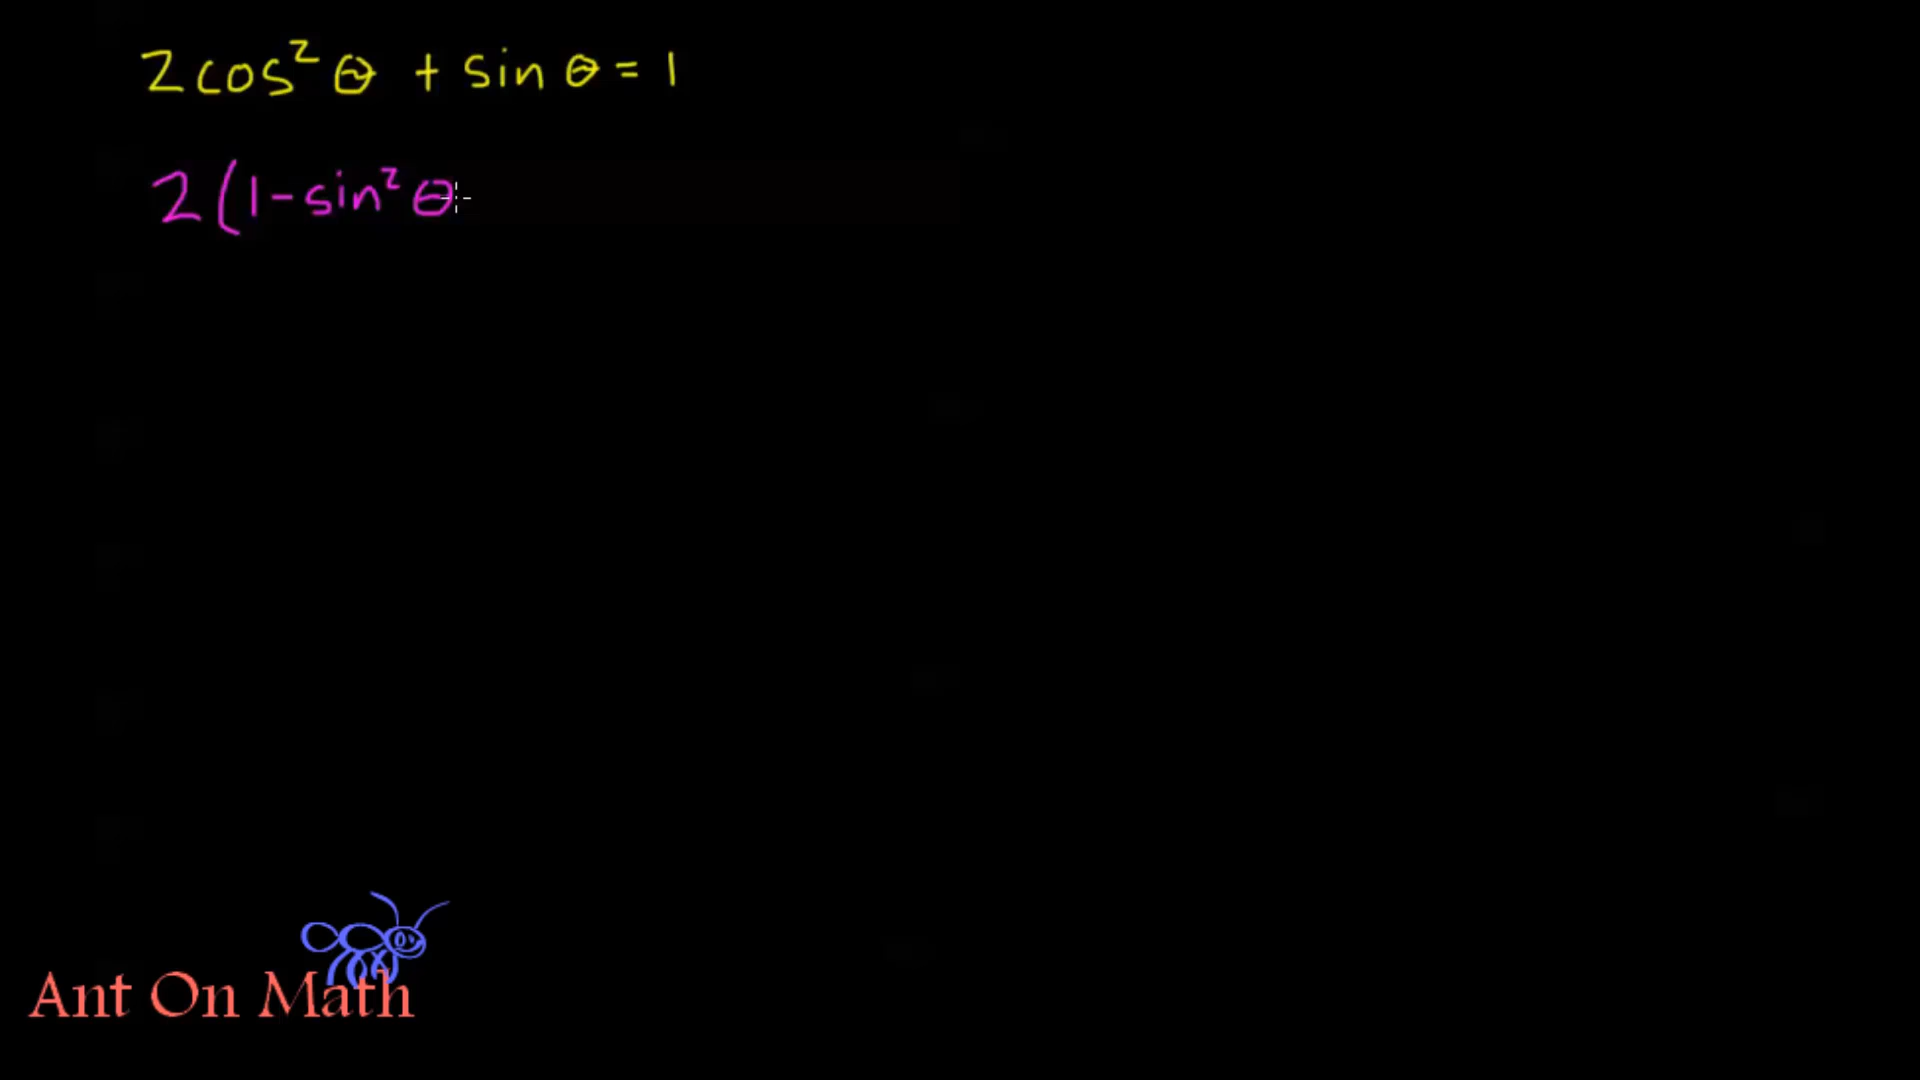 2cos²θ + sin θ = 1
2(1-sin²θ
Ant On Math